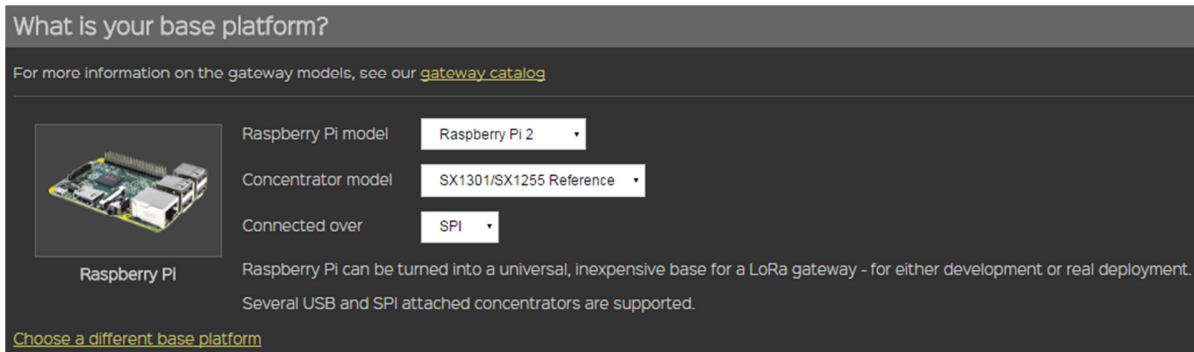 What is your base platform?
For more information on the gateway models, see our gateway catalog
Raspberry Pi model Raspberry Pi 2
Concentrator model SX1301/SX1255 Reference
Connected over SPI
Raspberry Pi
Raspberry Pi can be turned into a universal, inexpensive base for a LoRa gateway - for either development or real deployment.
Several USB and SPI attached concentrators are supported.
Choose a different base platform